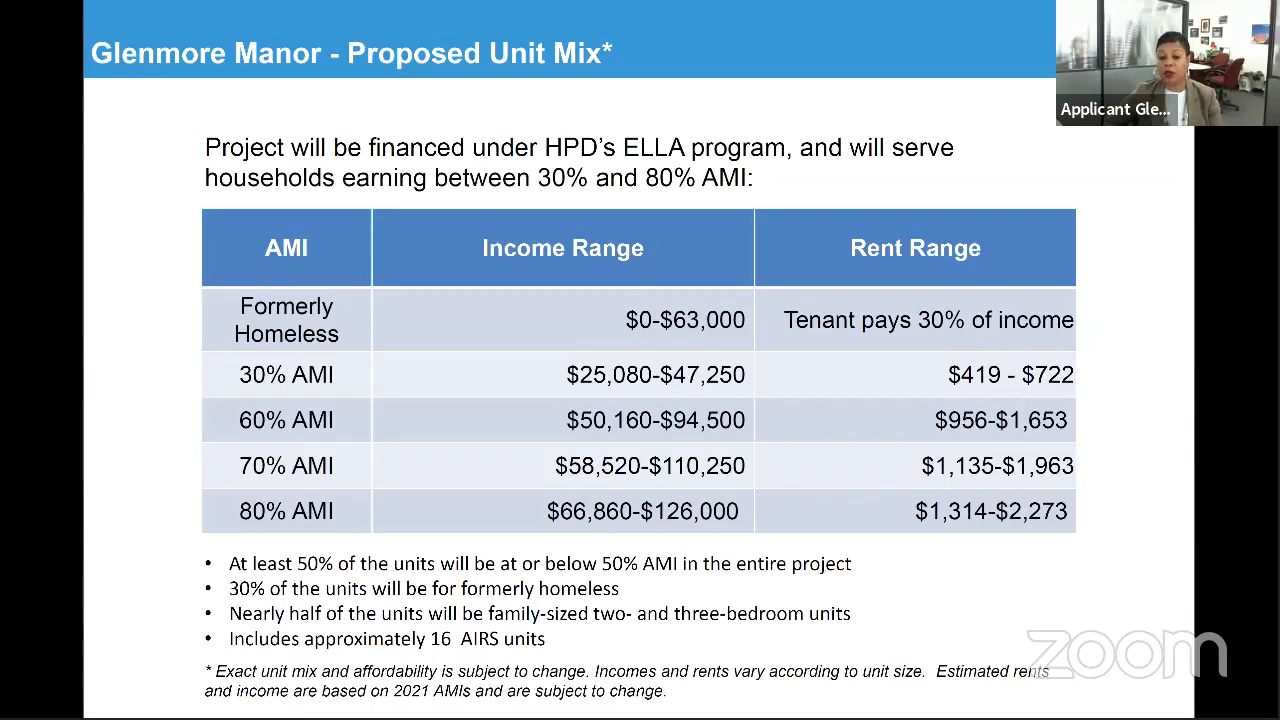 Glenmore Manor - Proposed Unit Mix*
Applicant Gle...
Project will be financed under HPD's ELLA program, and will serve
households earning between 30% and 80% AMI:
AMI Income Range Rent Range
Formerly
Homeless $0-$63,000 Tenant pays 30% of income
30% AMI $25,080-$47,250 $419 - $722
60% AMI $50,160-$94,500 $956-$1,653
70% AMI $58,520-$110,250 $1,135-$1,963
80% AMI $66,860-$126,000 $1,314-$2,273
• At least 50% of the units will be at or below 50% AMI in the entire project
• 30% of the units will be for formerly homeless
• Nearly half of the units will be family-sized two- and three-bedroom units
• Includes approximately 16 AIRS units
* Exact unit mix and affordability is subject to change. Incomes and rents vary according to unit size. Estimated rents
and income are based on 2021 AMIs and are subject to change.
zoom